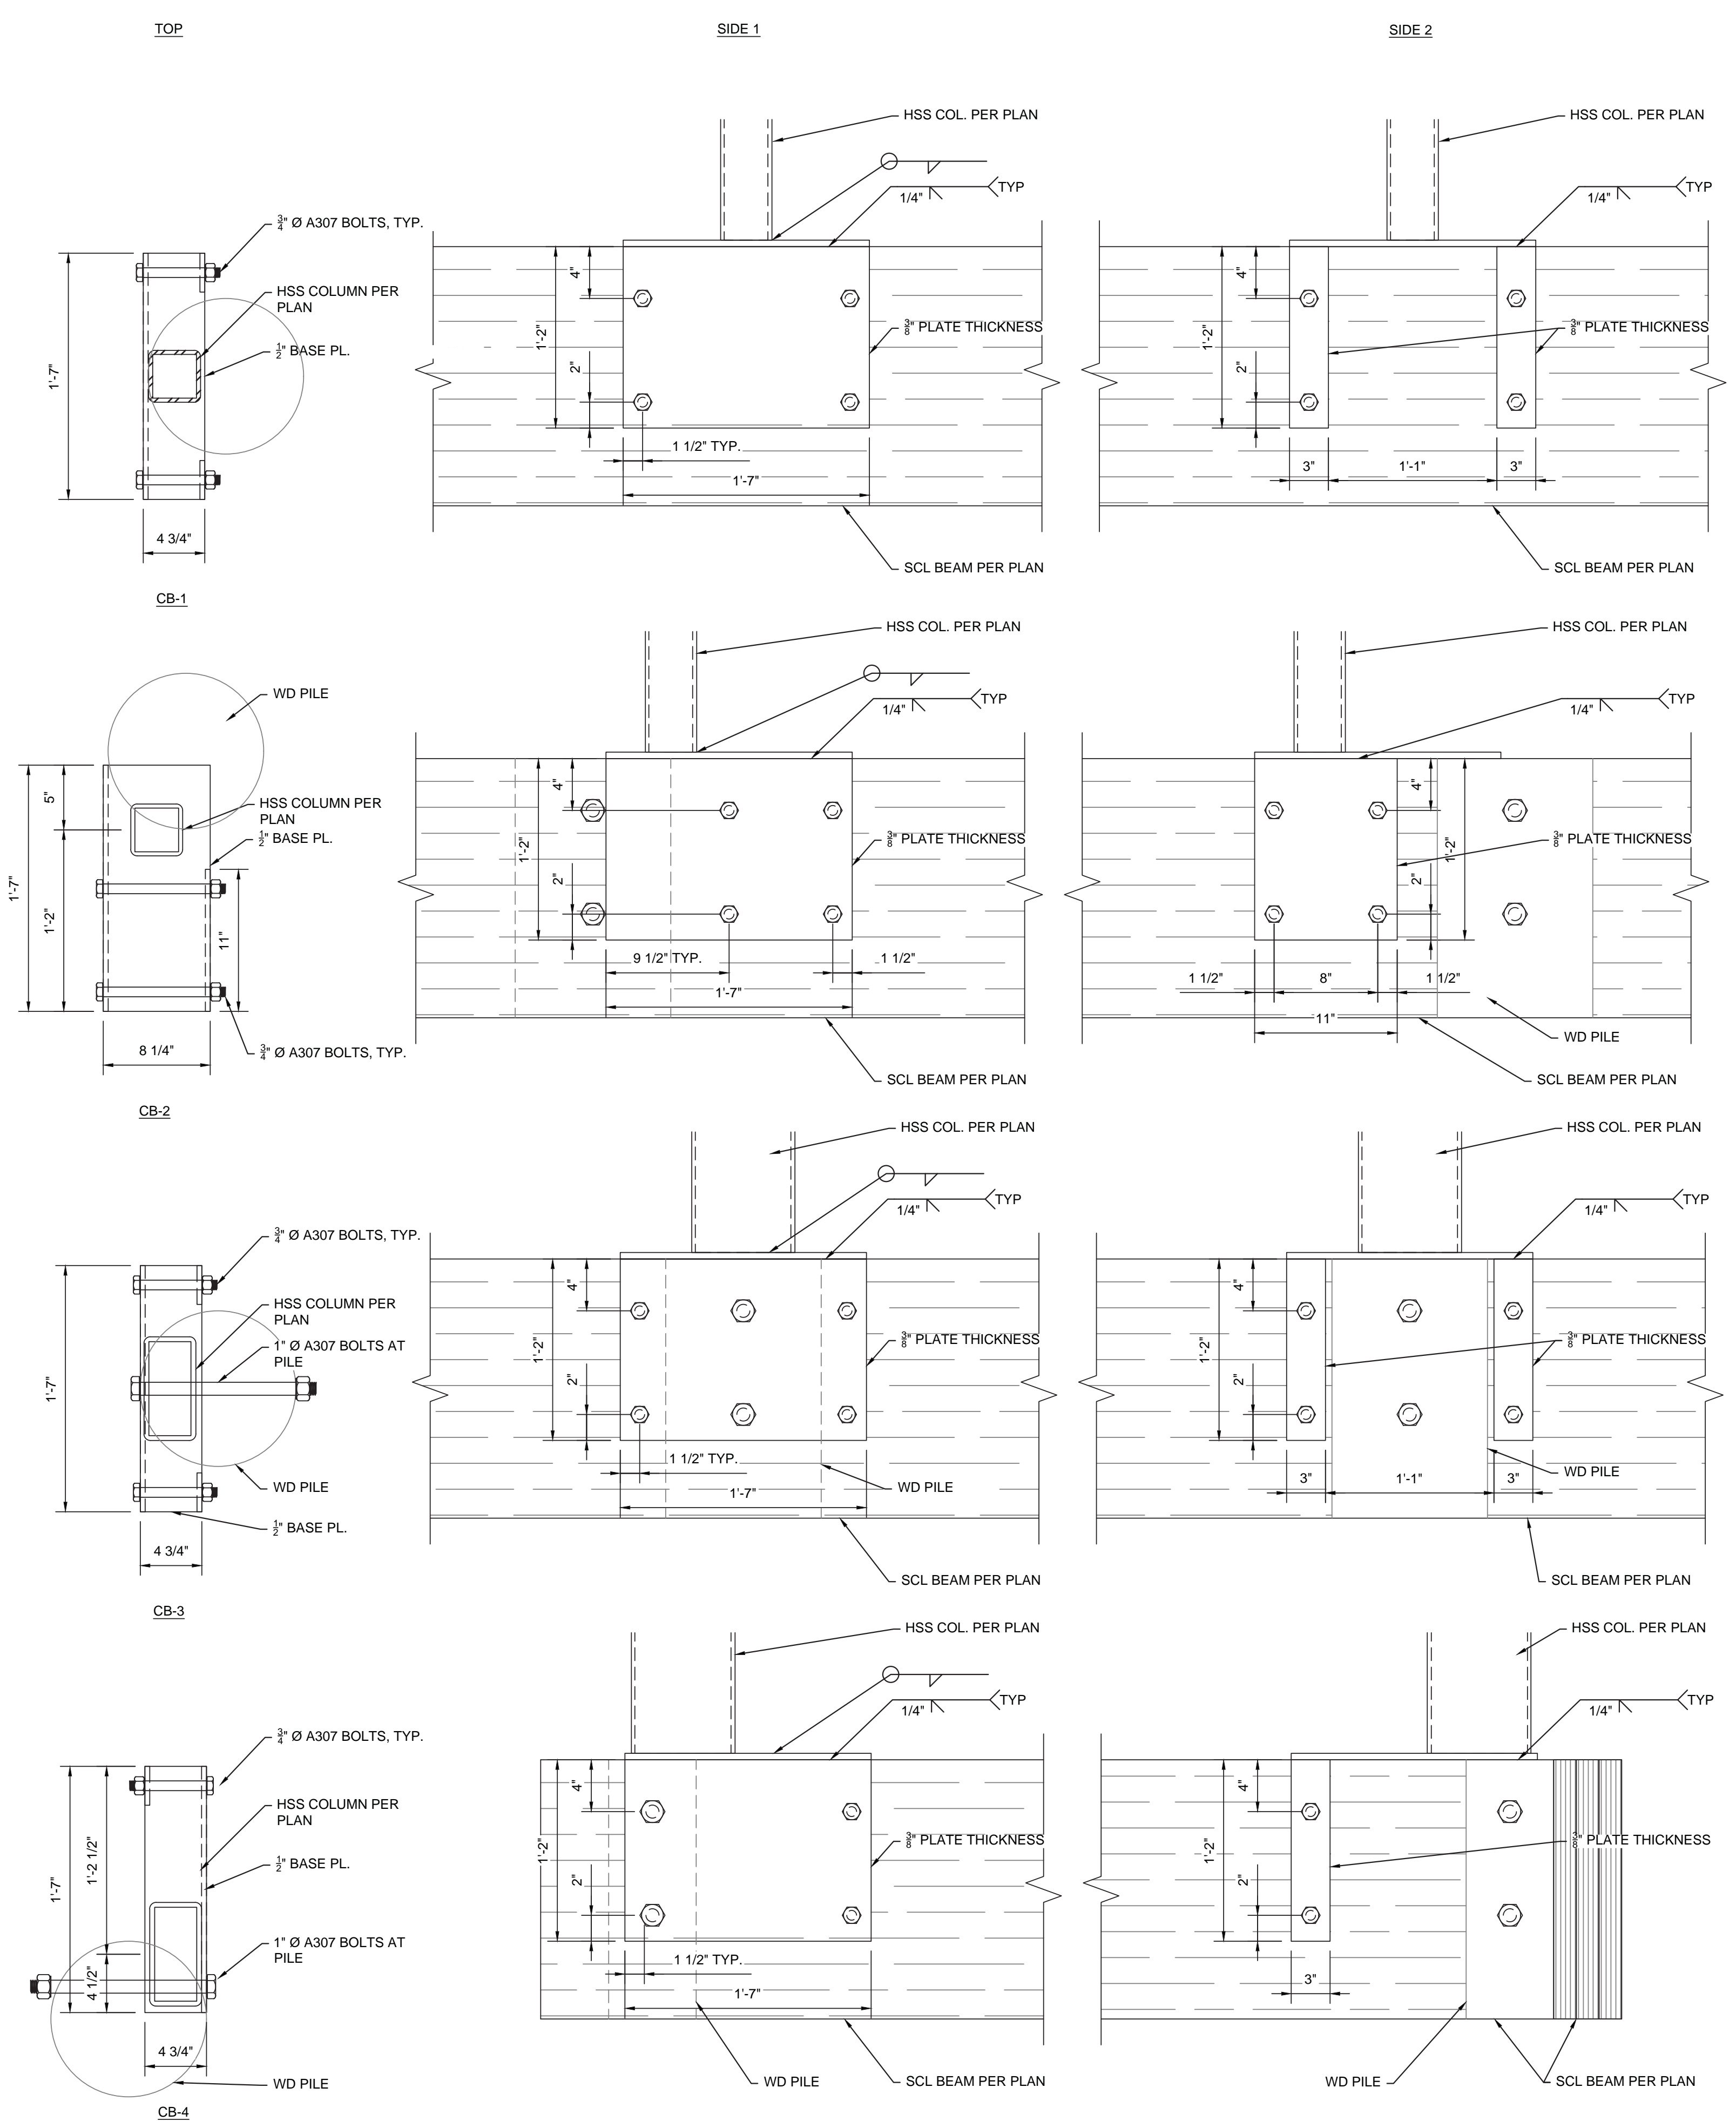 TOP
SIDE 1
SIDE 2
HSS COL. PER PLAN
1/4"
TYP
HSS COL. PER PLAN
1/4"
TYP
3/4" Ø A307 BOLTS, TYP.
HSS COLUMN PER
PLAN
1/2" BASE PL.
1'-7"
4 3/4"
CB-1
4"
1'-2"
2"
3/8" PLATE THICKNESS
1 1/2" TYP.
1'-7"
SCL BEAM PER PLAN
4"
1'-2"
2"
3/8" PLATE THICKNESS
3"
1'-1"
3"
SCL BEAM PER PLAN
WD PILE
5"
HSS COLUMN PER
PLAN
1/2" BASE PL.
1'-7"
1'-2"
11"
8 1/4"
3/4" Ø A307 BOLTS, TYP.
CB-2
HSS COL. PER PLAN
1/4"
TYP
4"
1'-2"
2"
3/8" PLATE THICKNESS
9 1/2" TYP.
1 1/2"
1'-7"
SCL BEAM PER PLAN
HSS COL. PER PLAN
1/4"
TYP
4"
1'-2"
2"
3/8" PLATE THICKNESS
1 1/2"
8"
1 1/2"
11"
WD PILE
SCL BEAM PER PLAN
3/4" Ø A307 BOLTS, TYP.
HSS COLUMN PER
PLAN
1" Ø A307 BOLTS AT
PILE
1'-7"
WD PILE
1/2" BASE PL.
4 3/4"
CB-3
HSS COL. PER PLAN
1/4"
TYP
4"
1'-2"
2"
3/8" PLATE THICKNESS
1 1/2" TYP.
1'-7"
WD PILE
SCL BEAM PER PLAN
HSS COL. PER PLAN
1/4"
TYP
4"
1'-2"
2"
3/8" PLATE THICKNESS
WD PILE
3"
1'-1"
3"
SCL BEAM PER PLAN
3/4" Ø A307 BOLTS, TYP.
HSS COLUMN PER
PLAN
1/2" BASE PL.
1'-7"
1'-2 1/2"
4 1/2"
1" Ø A307 BOLTS AT
PILE
4 3/4"
WD PILE
CB-4
HSS COL. PER PLAN
1/4"
TYP
4"
1'-2"
2"
3/8" PLATE THICKNESS
1 1/2" TYP.
1'-7"
WD PILE
SCL BEAM PER PLAN
HSS COL. PER PLAN
1/4"
TYP
4"
1'-2"
2"
3/8" PLATE THICKNESS
3"
WD PILE
SCL BEAM PER PLAN